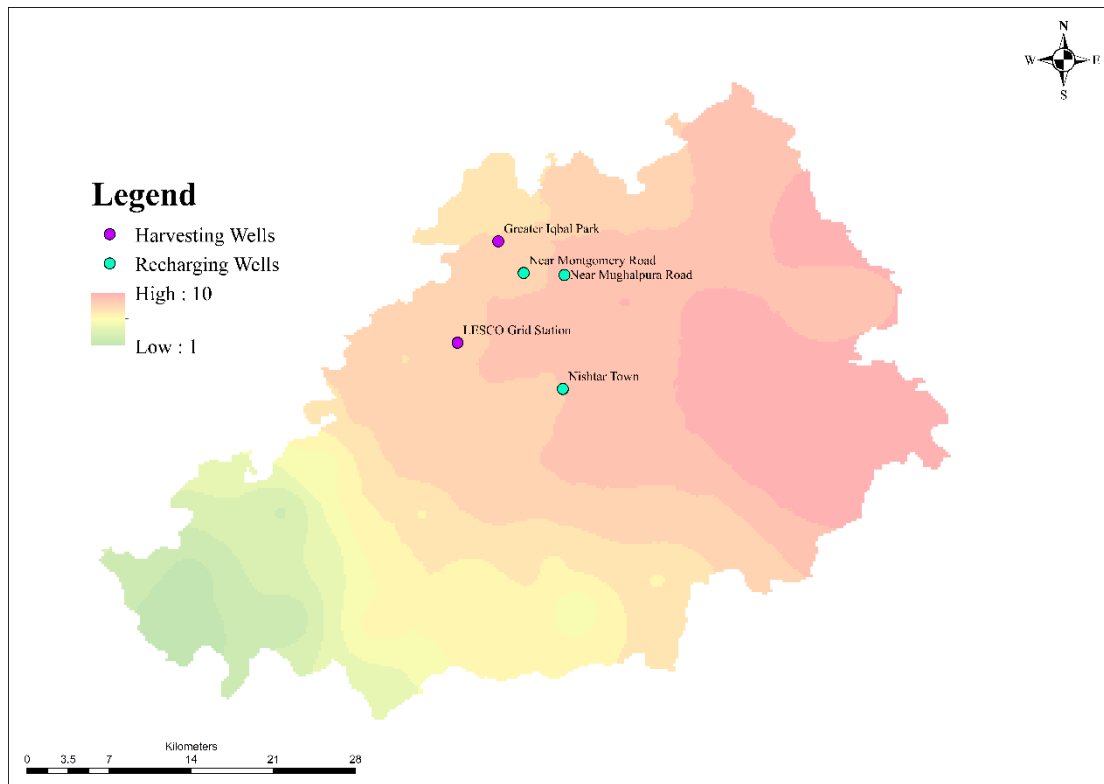 N
W E
S
Legend
Harvesting Wells
Recharging Wells
High : 10
Low : 1
Greater Iqbal Park
Near Montgomery Road
Near Mughalpura Road
LESCO Grid Station
Nishtar Town
Kilometers
0 3.5 7 14 21 28